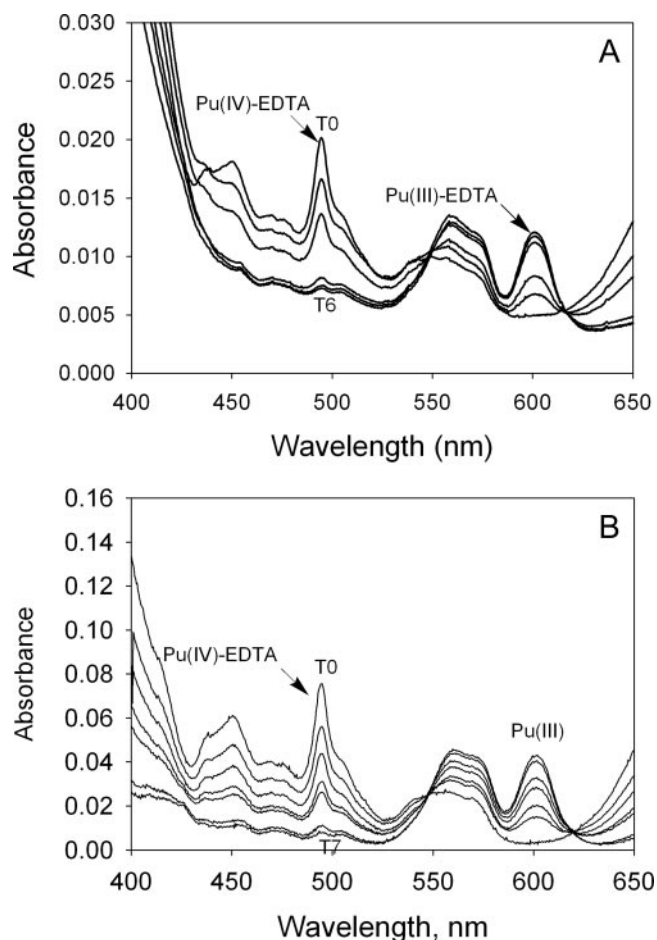 0.030
A
Pu(IV)-EDTA
T0
0.025
0.020
Pu(III)-EDTA
0.015
0.010
0.005
T6
0.000
Absorbance
400 450 500 550 600 650
Wavelength (nm)
0.16
B
0.14
0.12
0.10
Pu(IV)-EDTA
T0
0.08
Pu(III)
0.06
0.04
0.02
0.00
T7
Absorbance
400 450 500 550 600 650
Wavelength, nm